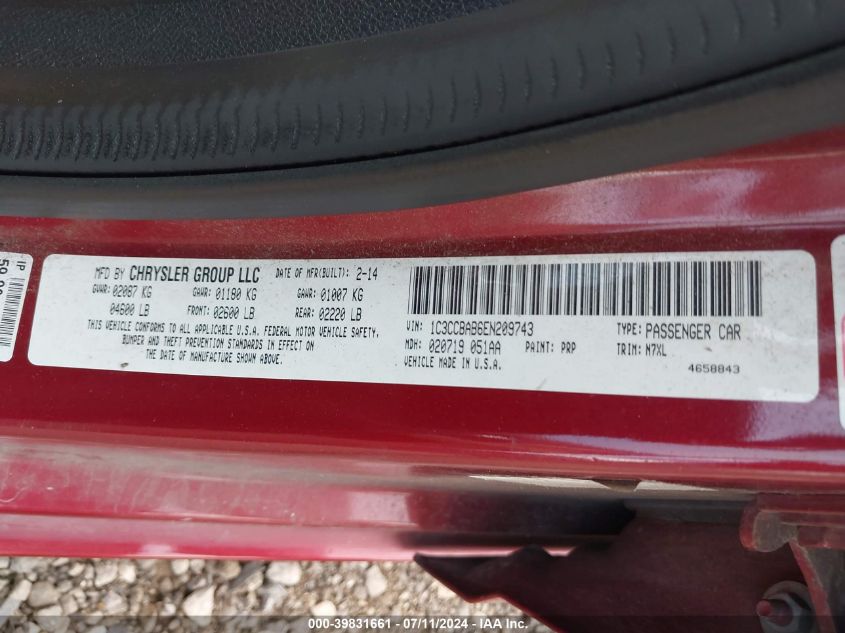 MFD BY CHRYSLER GROUP LLC DATE OF MFR(BUILT): 2-14
GVWR: 02087 KG GAWR: 01180 KG GAWR: 01007 KG
04600 LB FRONT: 02600 LB REAR: 02220 LB
THIS VEHICLE CONFORMS TO ALL APPLICABLE U.S.A. FEDERAL MOTOR VEHICLE SAFETY,
BUMPER AND THEFT PREVENTION STANDARDS IN EFFECT ON
THE DATE OF MANUFACTURE SHOWN ABOVE.
VIN: 1C3CCBAB6EN209743 TYPE: PASSENGER CAR
MDH: 020719 051AA PAINT: PRP TRIM: N7XL
VEHICLE MADE IN U.S.A. 4658843
IP
000-39831661 - 07/11/2024 - IAA Inc.